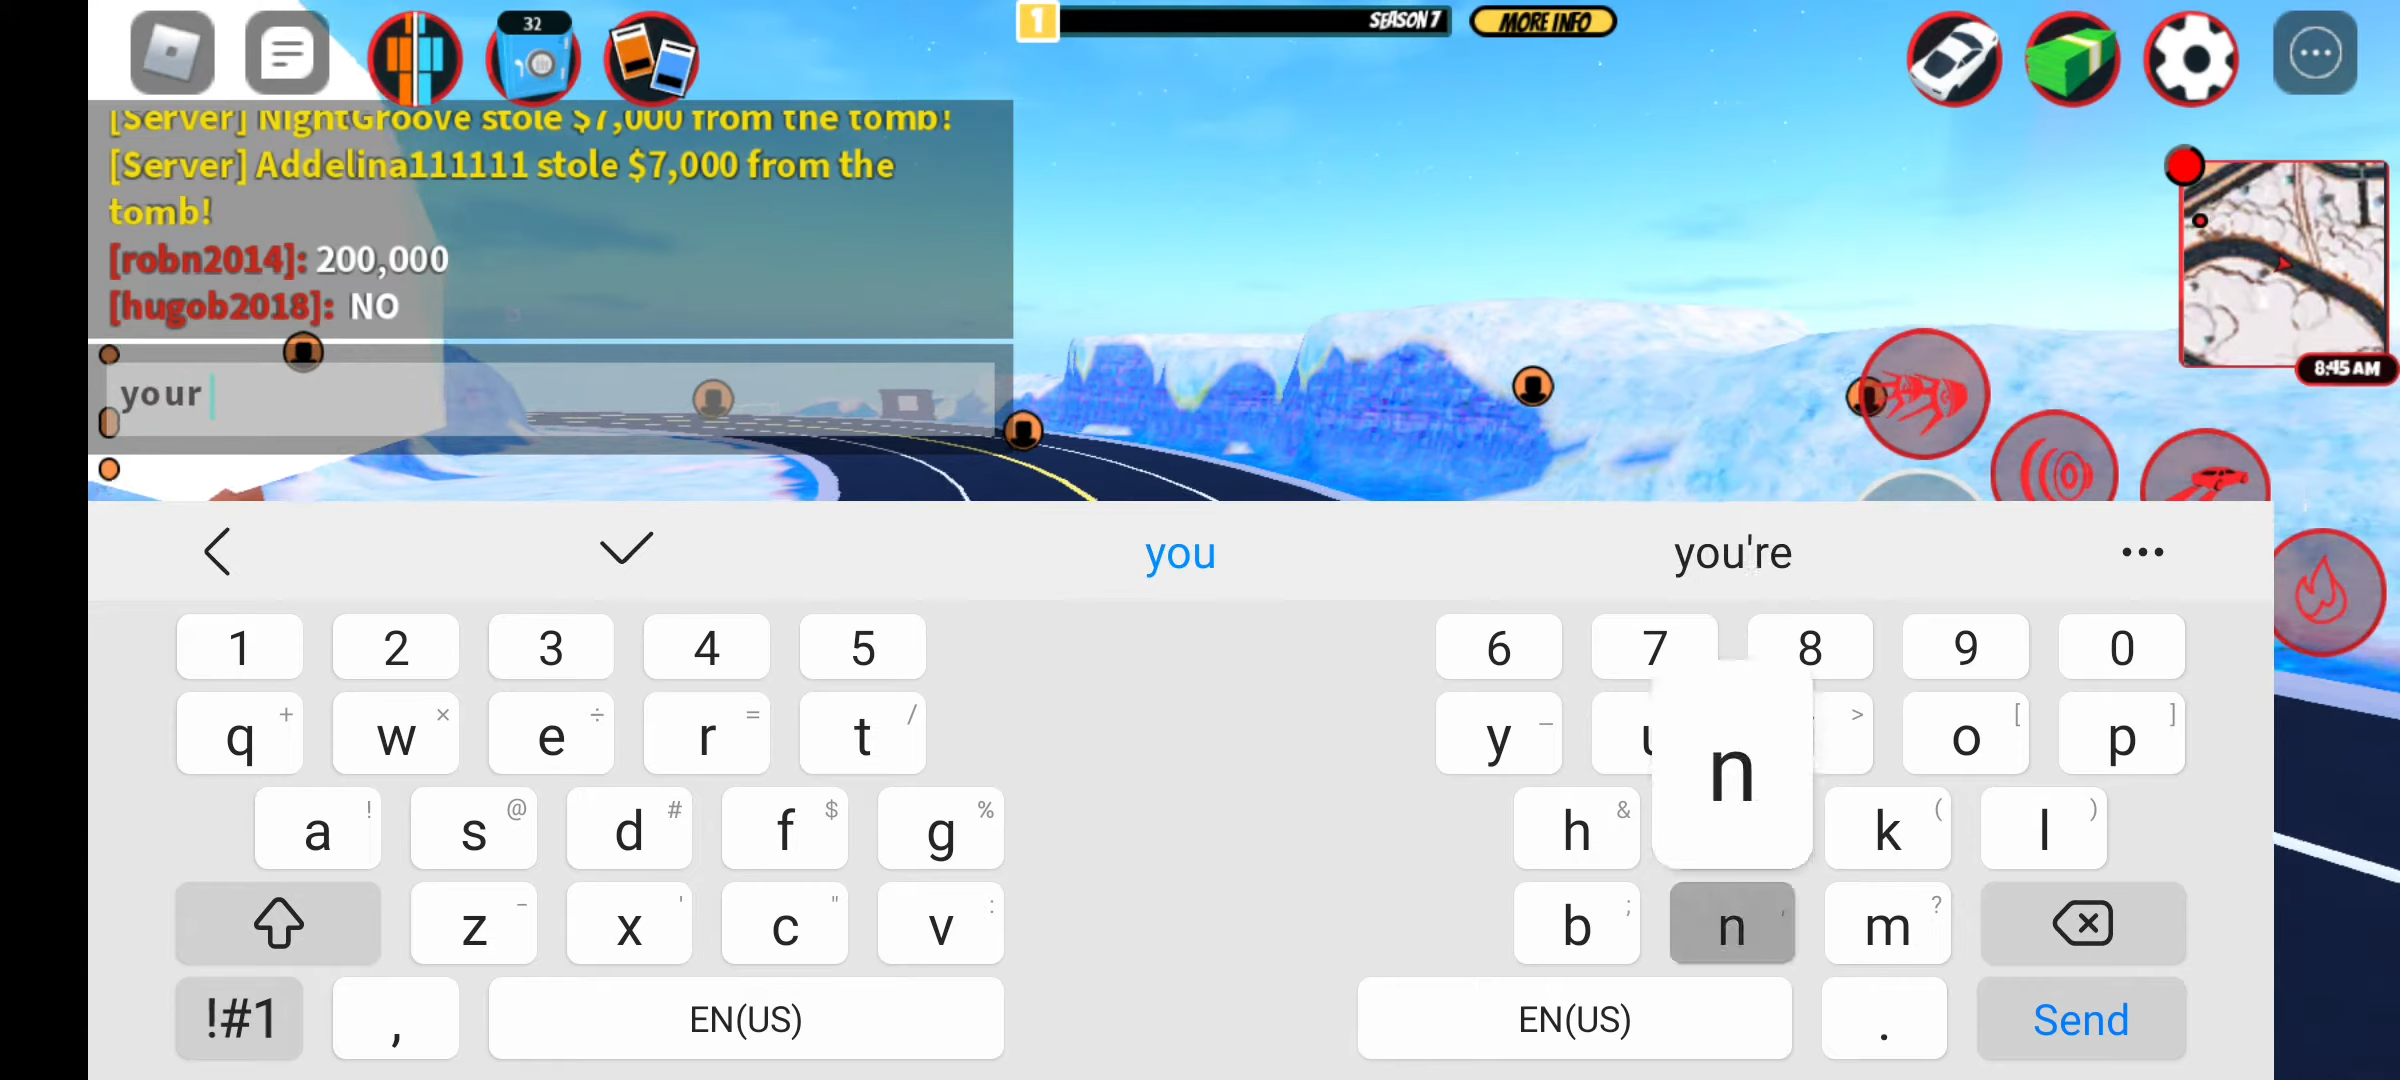 32
1 SEASON 7 MORE INFO
[Server] NightGroove stole $7,000 from the tomb!
[Server] Addelina111111 stole $7,000 from the
tomb!
[robn2014]: 200,000
[hugob2018]: NO
8:45 AM
your
you you're
1 2 3 4 5 6 7 8 9 0
q + w × e ÷ r = t / y _ u > o [ p ]
n
a ! s @ d # f $ g % h & k ( l )
z - x ' c " v : b ; n , m ?
!#1 , EN(US) EN(US) . Send